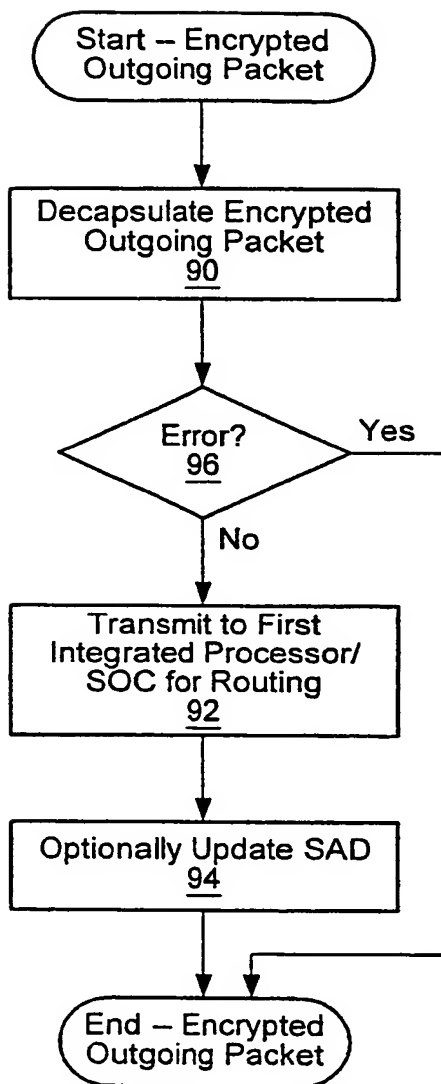 Start – Encrypted
Outgoing Packet
Decapsulate Encrypted
Outgoing Packet
90
Error?
96
Yes
No
Transmit to First
Integrated Processor/
SOC for Routing
92
Optionally Update SAD
94
End – Encrypted
Outgoing Packet